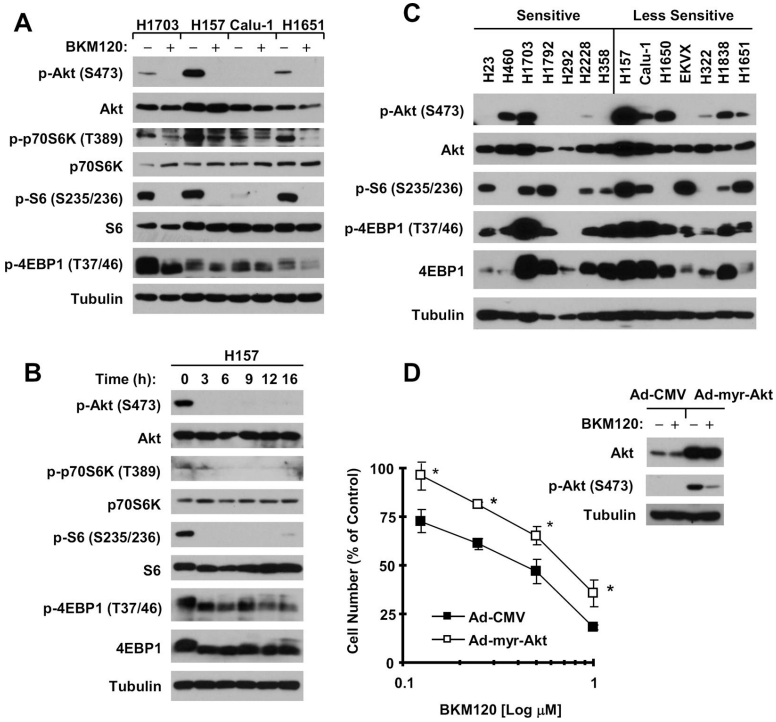 A
H1703 H157 Calu-1 H1651
BKM120: – + – + – + – +
p-Akt (S473)
Akt
p-p70S6K (T389)
p70S6K
p-S6 (S235/236)
S6
p-4EBP1 (T37/46)
Tubulin
B
H157
Time (h): 0 3 6 9 12 16
p-Akt (S473)
Akt
p-p70S6K (T389)
p70S6K
p-S6 (S235/236)
S6
p-4EBP1 (T37/46)
4EBP1
Tubulin
C
Sensitive Less Sensitive
H23 H460 H1703 H1792 H292 H2228 H358 H157 Calu-1 H1650 EKVX H322 H1838 H1651
p-Akt (S473)
Akt
p-S6 (S235/236)
p-4EBP1 (T37/46)
4EBP1
Tubulin
D
Ad-CMV Ad-myr-Akt
BKM120: – + – +
Akt
p-Akt (S473)
Tubulin
Cell Number (% of Control)
100
75
50
25
0
* * * *
Ad-CMV
Ad-myr-Akt
0.1 1
BKM120 [Log μM]